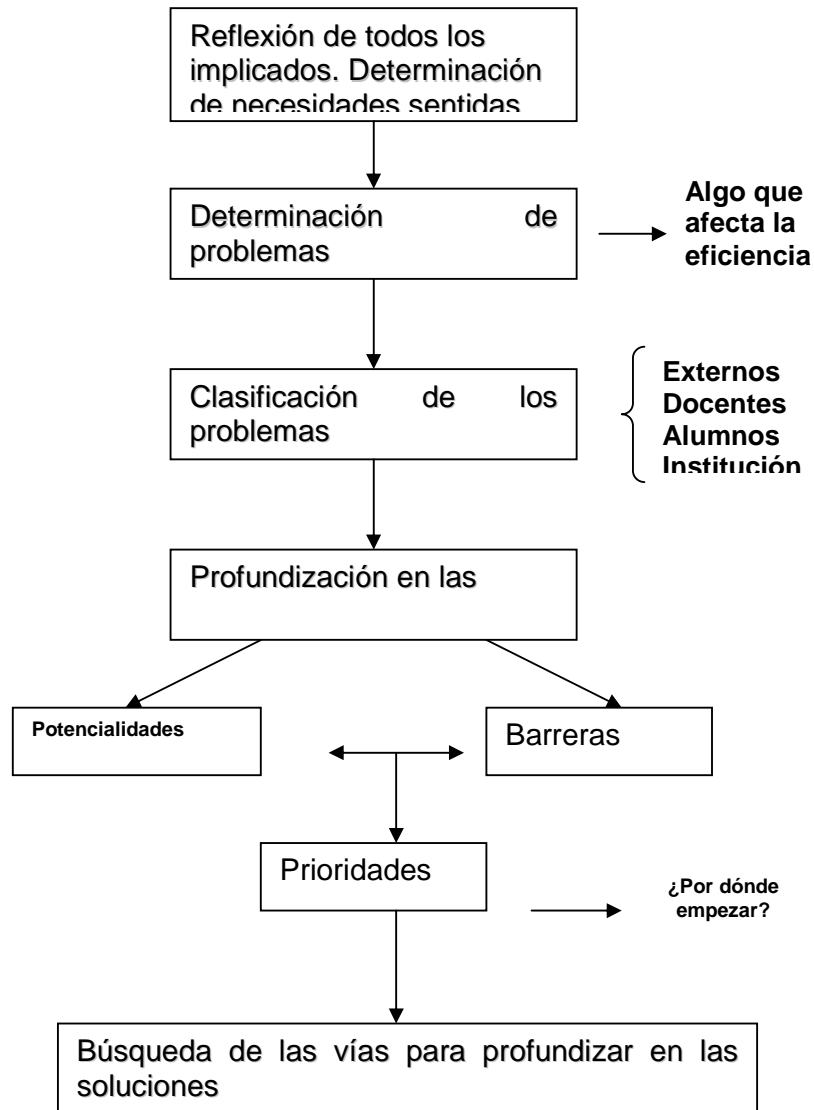 Reflexión de todos los
implicados. Determinación
de necesidades sentidas
Determinación de
problemas
Algo que
afecta la
eficiencia
Clasificación de los
problemas
Externos
Docentes
Alumnos
Institución
Profundización en las
Potencialidades
Barreras
Prioridades
¿Por dónde
empezar?
Búsqueda de las vías para profundizar en las
soluciones